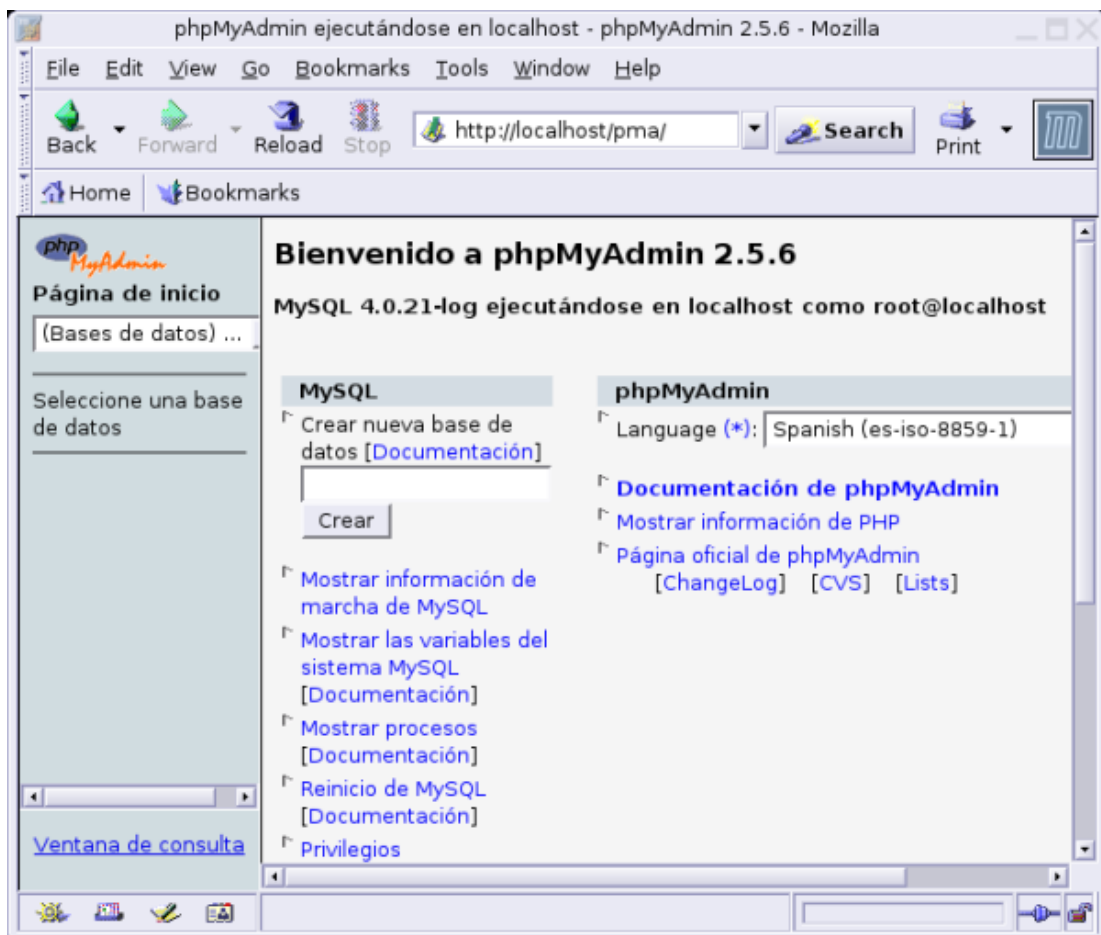 phpMyAdmin ejecutándose en localhost - phpMyAdmin 2.5.6 - Mozilla
File Edit View Go Bookmarks Tools Window Help
Back Forward Reload Stop http://localhost/pma/ Search Print
Home Bookmarks
php
MyAdmin
Página de inicio
(Bases de datos) ...
Seleccione una base
de datos
Ventana de consulta
Bienvenido a phpMyAdmin 2.5.6
MySQL 4.0.21-log ejecutándose en localhost como root@localhost
MySQL
Crear nueva base de
datos [Documentación]
Crear
Mostrar información de
marcha de MySQL
Mostrar las variables del
sistema MySQL
[Documentación]
Mostrar procesos
[Documentación]
Reinicio de MySQL
[Documentación]
Privilegios
phpMyAdmin
Language (*): Spanish (es-iso-8859-1)
Documentación de phpMyAdmin
Mostrar información de PHP
Página oficial de phpMyAdmin
[ChangeLog] [CVS] [Lists]